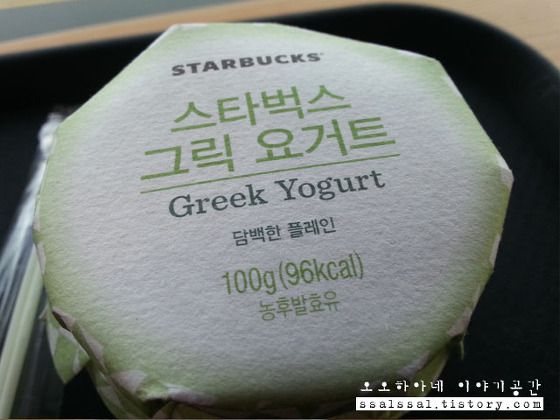 STARBUCKS
스타벅스
그릭 요거트
Greek Yogurt
담백한 플레인
100g(96kcal)
농후발효유
오오하아네 이야기공간
ssalssal.tistory.com